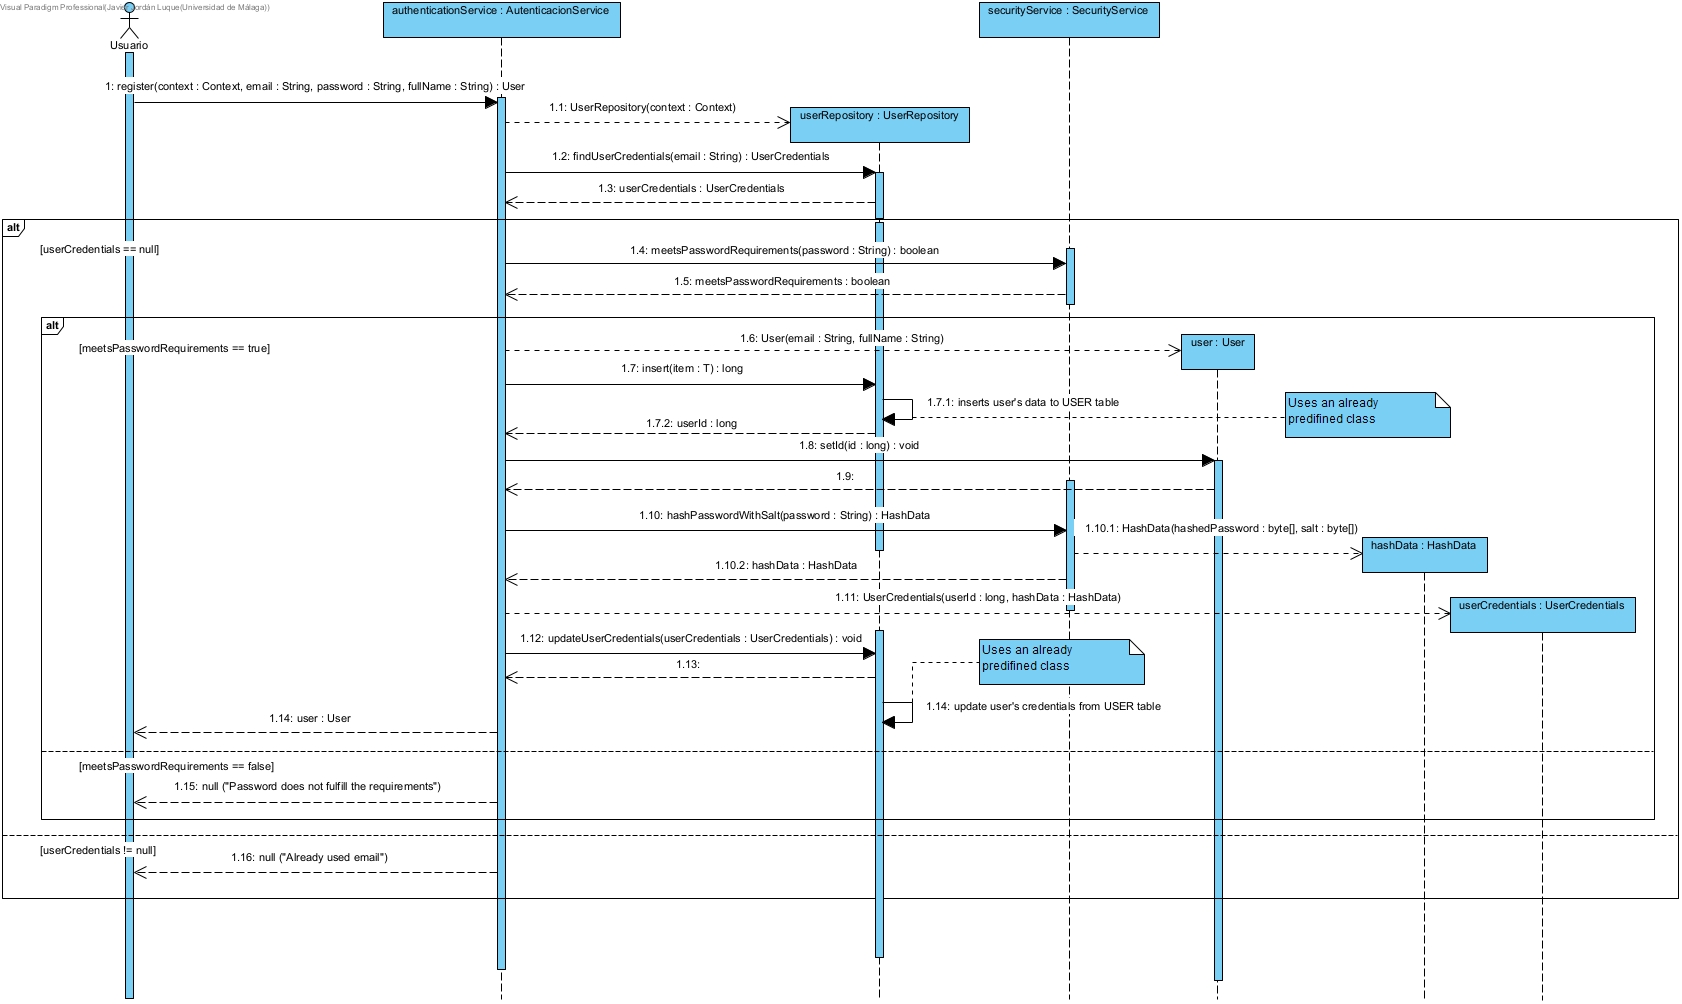 Visual Paradigm Professional(Javier Jordán Luque(Universidad de Málaga))
Usuario
authenticationService : AutenticacionService
securityService : SecurityService
1: register(context : Context, email : String, password : String, fullName : String) : User
1.1: UserRepository(context : Context)
userRepository : UserRepository
1.2: findUserCredentials(email : String) : UserCredentials
1.3: userCredentials : UserCredentials
alt
[userCredentials == null]
1.4: meetsPasswordRequirements(password : String) : boolean
1.5: meetsPasswordRequirements : boolean
alt
[meetsPasswordRequirements == true]
1.6: User(email : String, fullName : String)
user : User
1.7: insert(item : T) : long
1.7.1: inserts user's data to USER table
Uses an already
predifined class
1.7.2: userId : long
1.8: setId(id : long) : void
1.9:
1.10: hashPasswordWithSalt(password : String) : HashData
1.10.1: HashData(hashedPassword : byte[], salt : byte[])
hashData : HashData
1.10.2: hashData : HashData
1.11: UserCredentials(userId : long, hashData : HashData)
userCredentials : UserCredentials
1.12: updateUserCredentials(userCredentials : UserCredentials) : void
Uses an already
predifined class
1.13:
1.14: update user's credentials from USER table
1.14: user : User
[meetsPasswordRequirements == false]
1.15: null ("Password does not fulfill the requirements")
[userCredentials != null]
1.16: null ("Already used email")